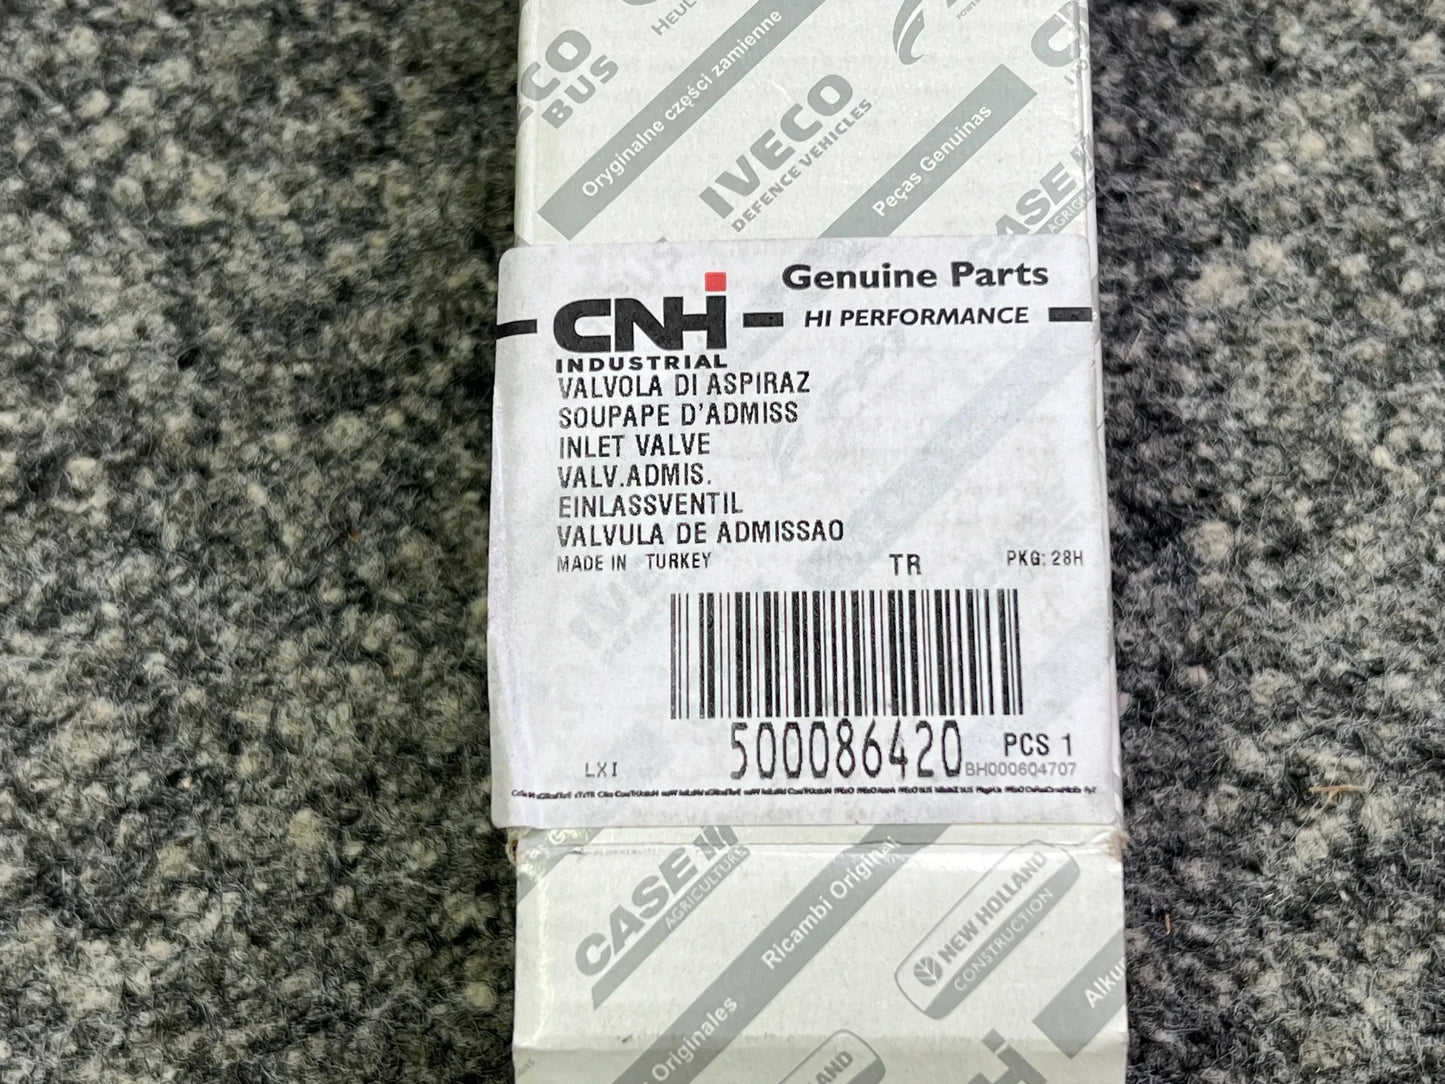 IVECO
BUS
Oryginalne części zamienne
IVECO
DEFENCE VEHICLES
Peças Genuinas
CASE
CNH
INDUSTRIAL
Genuine Parts
HI PERFORMANCE
VALVOLA DI ASPIRAZ
SOUPAPE D'ADMISS
INLET VALVE
VALV.ADMIS.
EINLASSVENTIL
VALVULA DE ADMISSAO
MADE IN TURKEY TR PKG: 28H
500086420 PCS 1
LXI BH000604707
CASE III
AGRICULTURE
Ricambi Originali
NEW HOLLAND
CONSTRUCTION
Originales